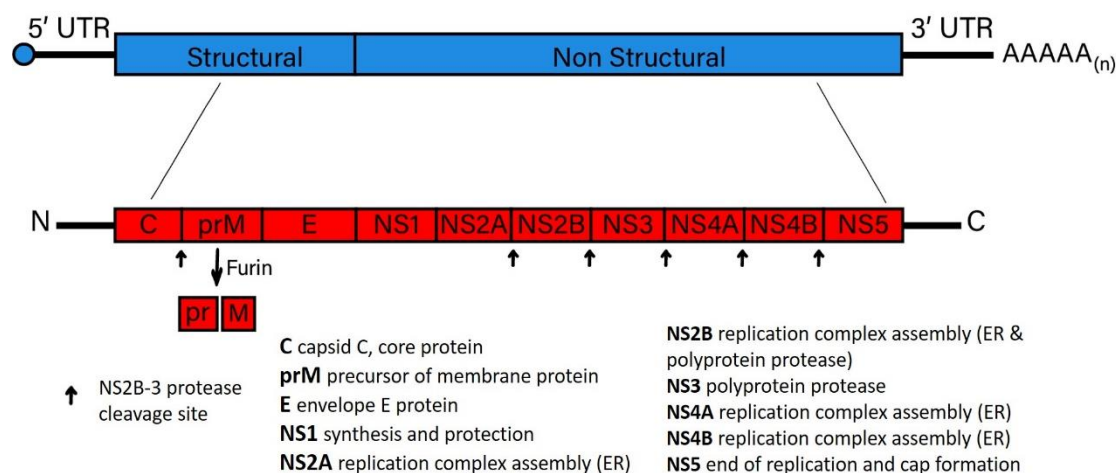 5' UTR
3' UTR
Structural
Non Structural
AAAAA(n)
N
C
prM
E
NS1
NS2A
NS2B
NS3
NS4A
NS4B
NS5
C
Furin
pr
M
NS2B-3 protease
cleavage site
C capsid C, core protein
prM precursor of membrane protein
E envelope E protein
NS1 synthesis and protection
NS2A replication complex assembly (ER)
NS2B replication complex assembly (ER &
polyprotein protease)
NS3 polyprotein protease
NS4A replication complex assembly (ER)
NS4B replication complex assembly (ER)
NS5 end of replication and cap formation